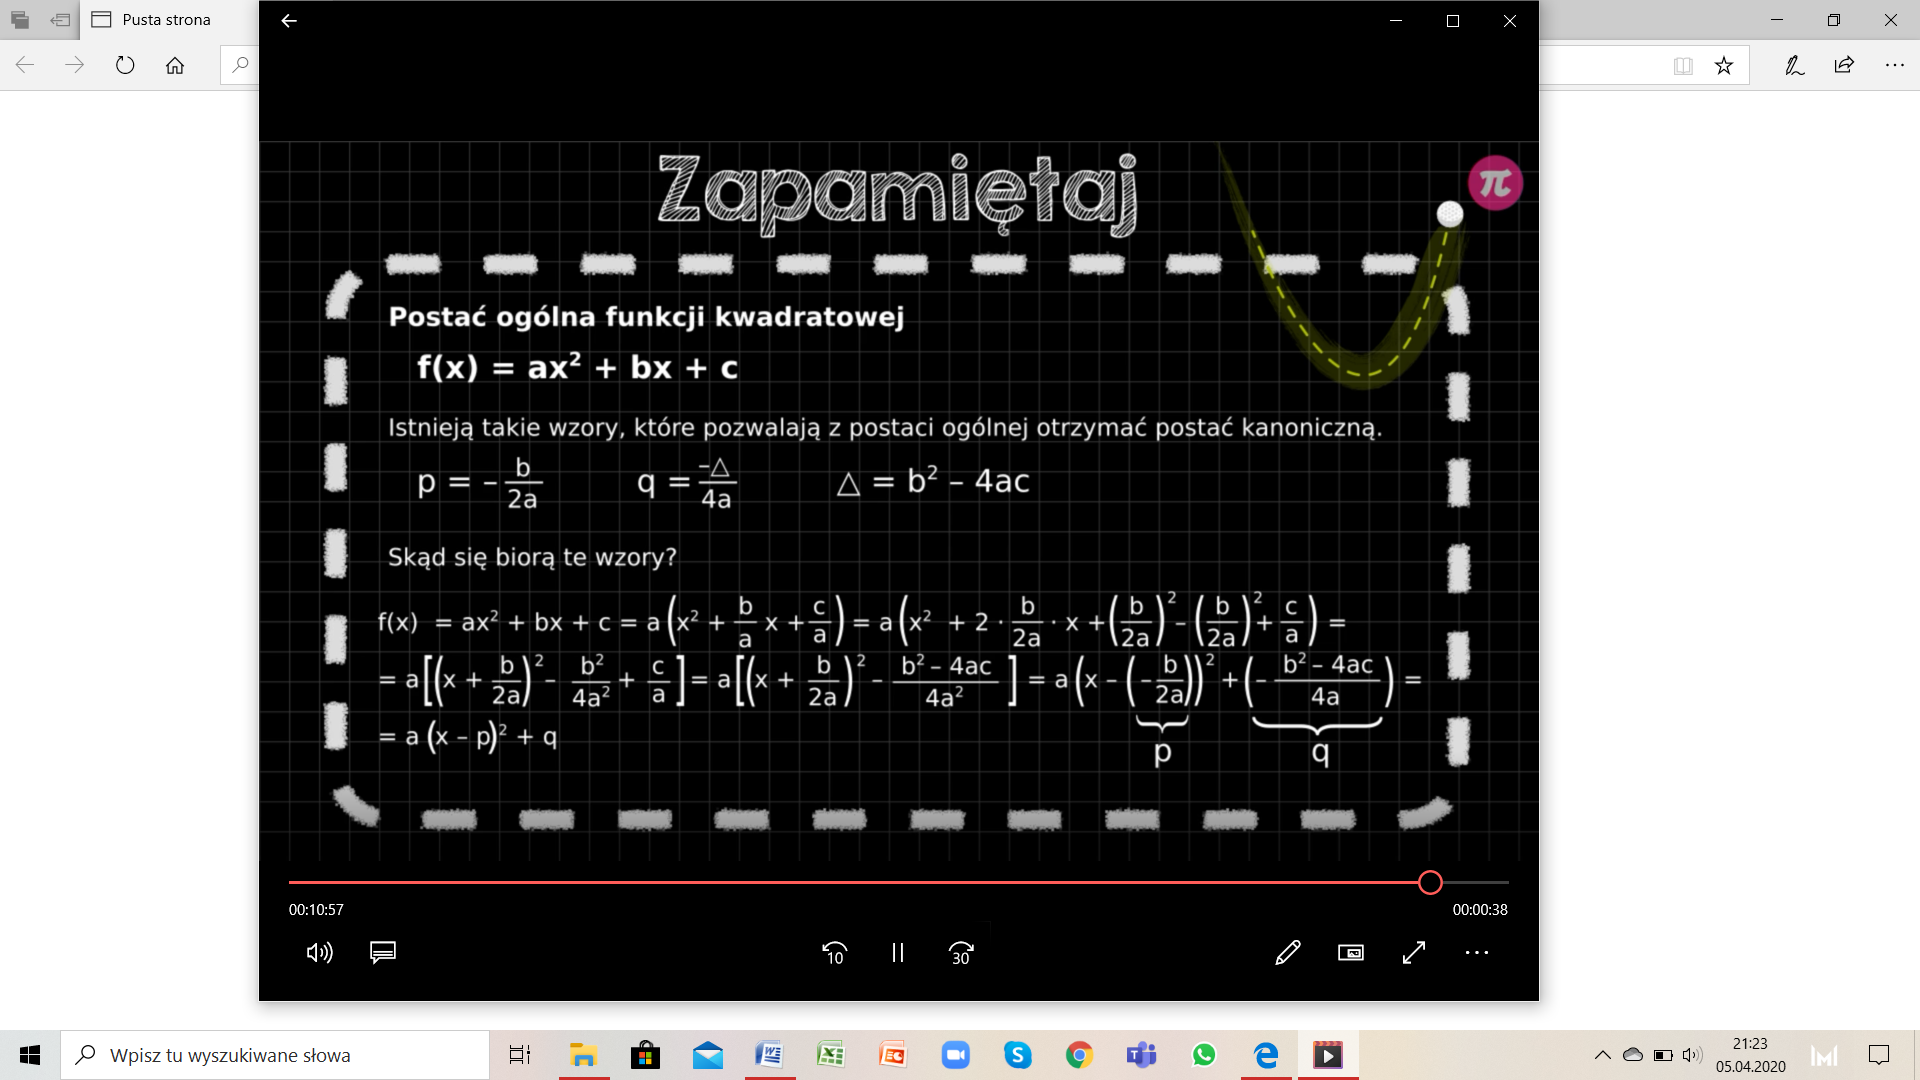 Pusta strona
Zapamiętaj
π
Postać ogólna funkcji kwadratowej
f(x) = ax² + bx + c
Istnieją takie wzory, które pozwalają z postaci ogólnej otrzymać postać kanoniczną.
p = – b/2a   q = –△/4a   △ = b² – 4ac
Skąd się biorą te wzory?
f(x) = ax² + bx + c = a (x² + b/a x + c/a) = a (x² + 2 · b/2a · x + (b/2a)² – (b/2a)² + c/a) =
= a [(x + b/2a)² – b²/4a² + c/a] = a [(x + b/2a)² – b² – 4ac/4a²] = a (x – (– b/2a))² + (– b² – 4ac/4a) =
= a (x – p)² + q
p q
00:10:57 00:00:38
10 30
Wpisz tu wyszukiwane słowa
21:23
05.04.2020